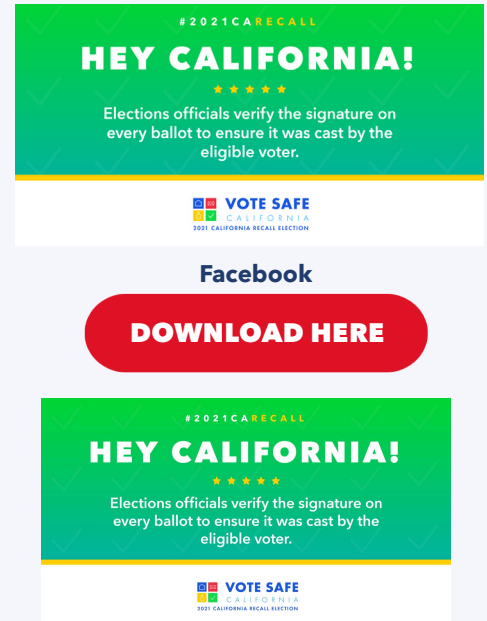 #2021CARECALL
HEY CALIFORNIA!
Elections officials verify the signature on
every ballot to ensure it was cast by the
eligible voter.
VOTE SAFE
CALIFORNIA
2021 CALIFORNIA RECALL ELECTION
Facebook
DOWNLOAD HERE
#2021CARECALL
HEY CALIFORNIA!
Elections officials verify the signature on
every ballot to ensure it was cast by the
eligible voter.
VOTE SAFE
CALIFORNIA
2021 CALIFORNIA RECALL ELECTION